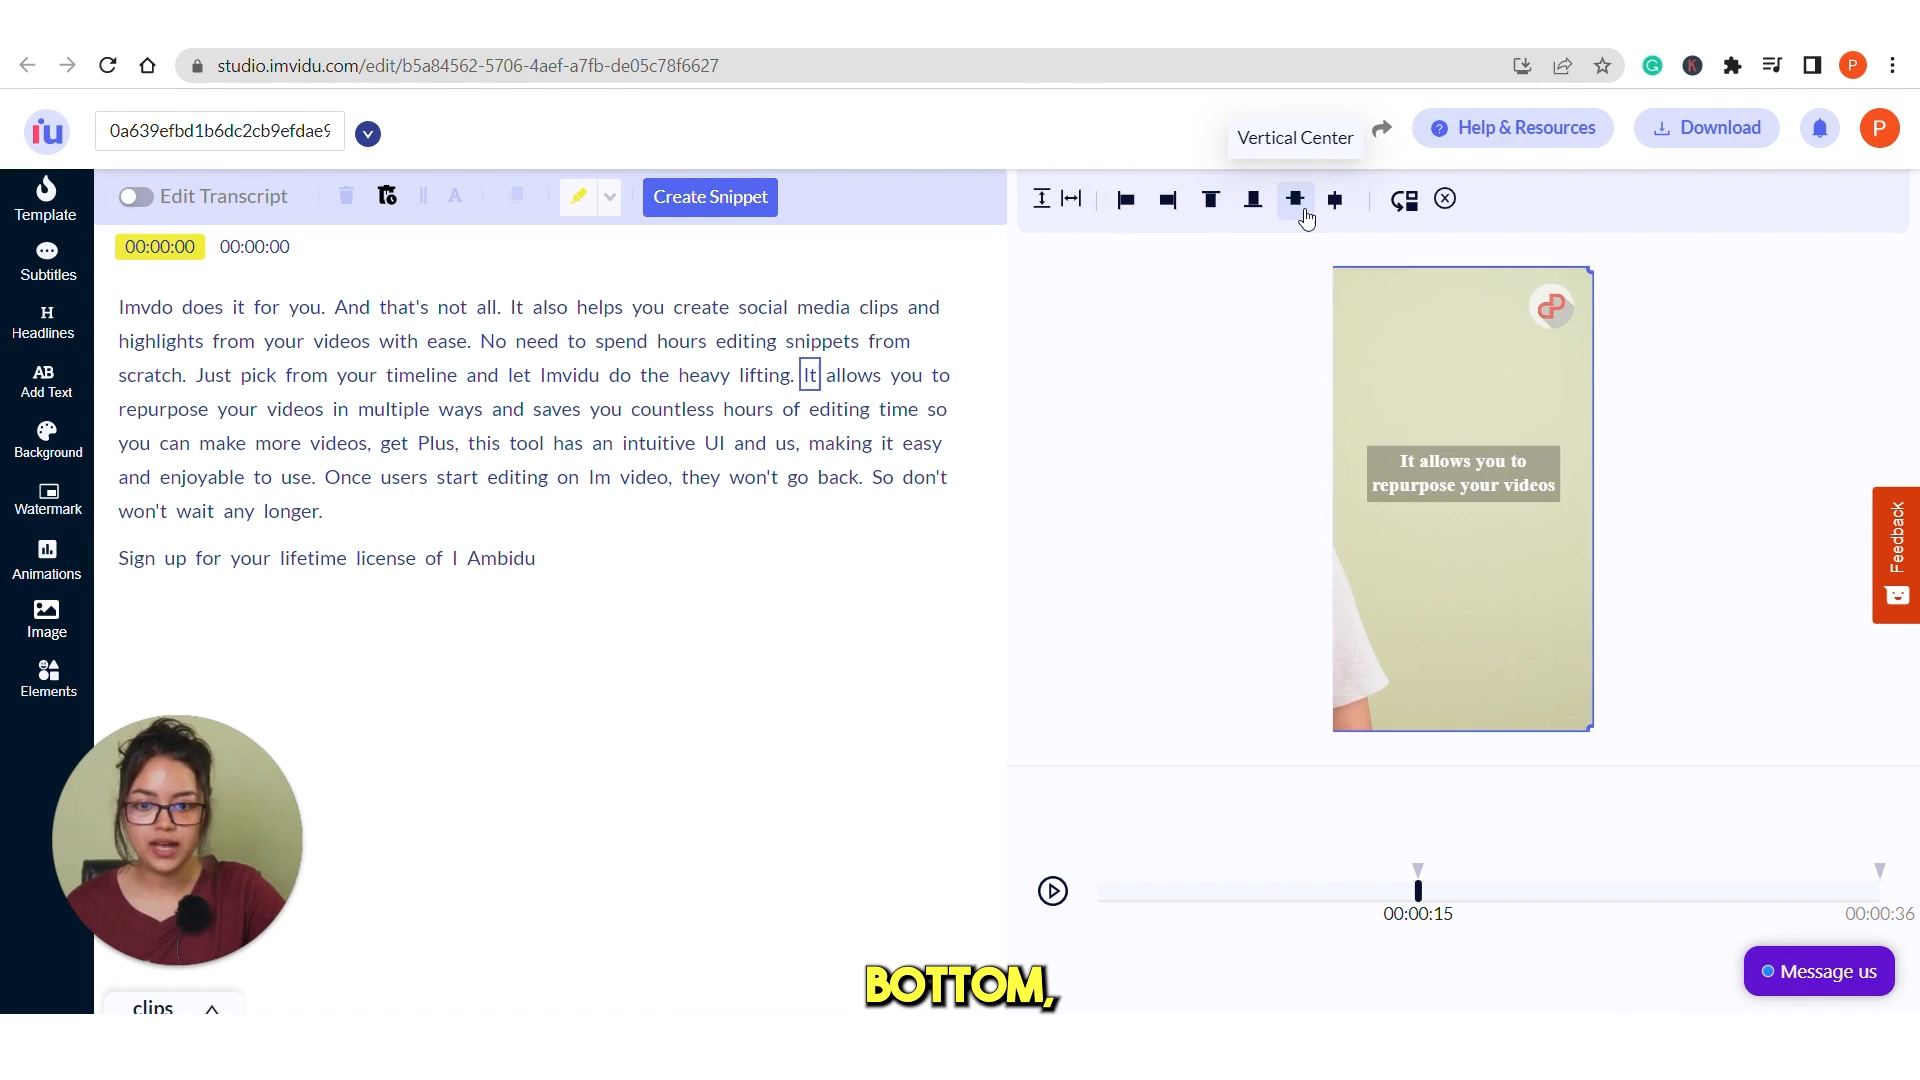 studio.imvidu.com/edit/b5a84562-5706-4aef-a7fb-de05c78f6627
G
K
P
iu
0a639efbd1b6dc2cb9efdae9
Vertical Center
Help & Resources
Download
P
Template
Subtitles
H
Headlines
AB
Add Text
Background
Watermark
Animations
Image
Elements
Edit Transcript
A
Create Snippet
00:00:00 00:00:00
Imvdo does it for you. And that's not all. It also helps you create social media clips and
highlights from your videos with ease. No need to spend hours editing snippets from
scratch. Just pick from your timeline and let Imvidu do the heavy lifting. It allows you to
repurpose your videos in multiple ways and saves you countless hours of editing time so
you can make more videos, get Plus, this tool has an intuitive UI and us, making it easy
and enjoyable to use. Once users start editing on Im video, they won't go back. So don't
won't wait any longer.
Sign up for your lifetime license of I Ambidu
It allows you to
repurpose your videos
Feedback
00:00:15
00:00:36
Message us
clips
BOTTOM,